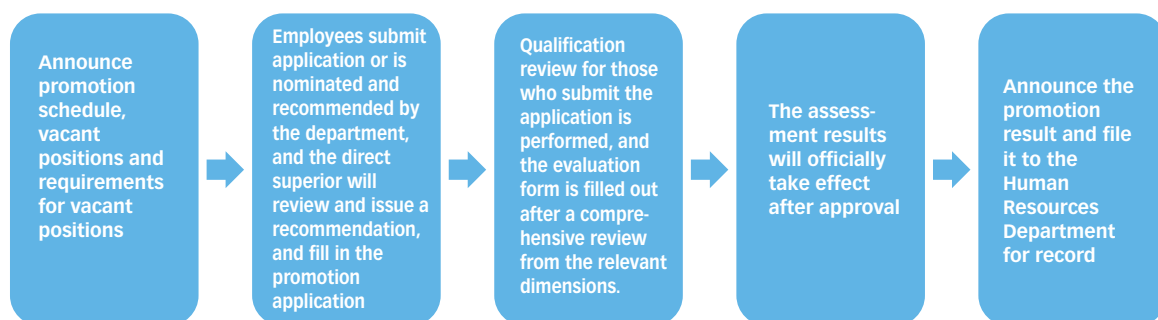 Announce
promotion
schedule,
vacant
positions and
requirements
for vacant
positions
Employees submit
application or is
nominated and
recommended by
the department,
and the direct
superior will
review and issue a
recommendation,
and fill in the
promotion
application
Qualification
review for those
who submit the
application is
performed, and
the evaluation
form is filled out
after a compre-
hensive review
from the relevant
dimensions.
The assess-
ment results
will officially
take effect
after approval
Announce the
promotion
result and file
it to the
Human
Resources
Department
for record